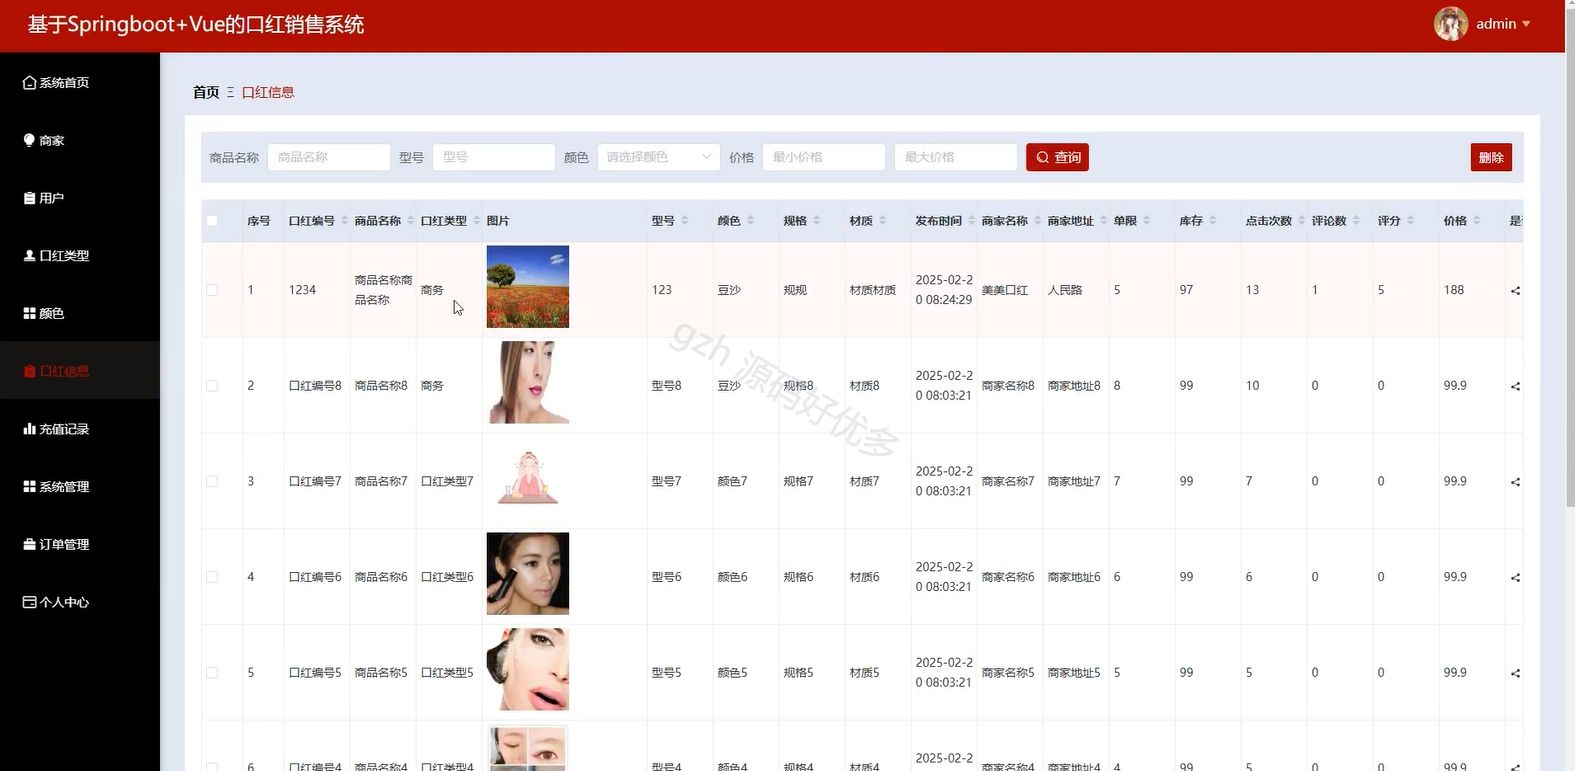 基于Springboot+Vue的口红销售系统
admin
系统首页
商家
用户
口红类型
颜色
口红信息
充值记录
系统管理
订单管理
个人中心
首页 Ξ 口红信息
商品名称 商品名称 型号 型号 颜色 请选择颜色 价格 最小价格 最大价格 查询 删除
序号 口红编号 商品名称 口红类型 图片 型号 颜色 规格 材质 发布时间 商家名称 商家地址 单限 库存 点击次数 评论数 评分 价格
1 1234 商品名称商品名称 商务 123 豆沙 规规 材质材质 2025-02-20 08:24:29 美美口红 人民路 5 97 13 1 5 188
2 口红编号8 商品名称8 商务 型号8 豆沙 规格8 材质8 2025-02-20 08:03:21 商家名称8 商家地址8 8 99 10 0 0 99.9
3 口红编号7 商品名称7 口红类型7 型号7 颜色7 规格7 材质7 2025-02-20 08:03:21 商家名称7 商家地址7 7 99 7 0 0 99.9
4 口红编号6 商品名称6 口红类型6 型号6 颜色6 规格6 材质6 2025-02-20 08:03:21 商家名称6 商家地址6 6 99 6 0 0 99.9
5 口红编号5 商品名称5 口红类型5 型号5 颜色5 规格5 材质5 2025-02-20 08:03:21 商家名称5 商家地址5 5 99 5 0 0 99.9
6 口红编号4 商品名称4 口红类型4 型号4 颜色4 规格4 材质4 2025-02-2 商家名称4 商家地址4 4 99 5 0 0 99.9
gzh 源码好优多